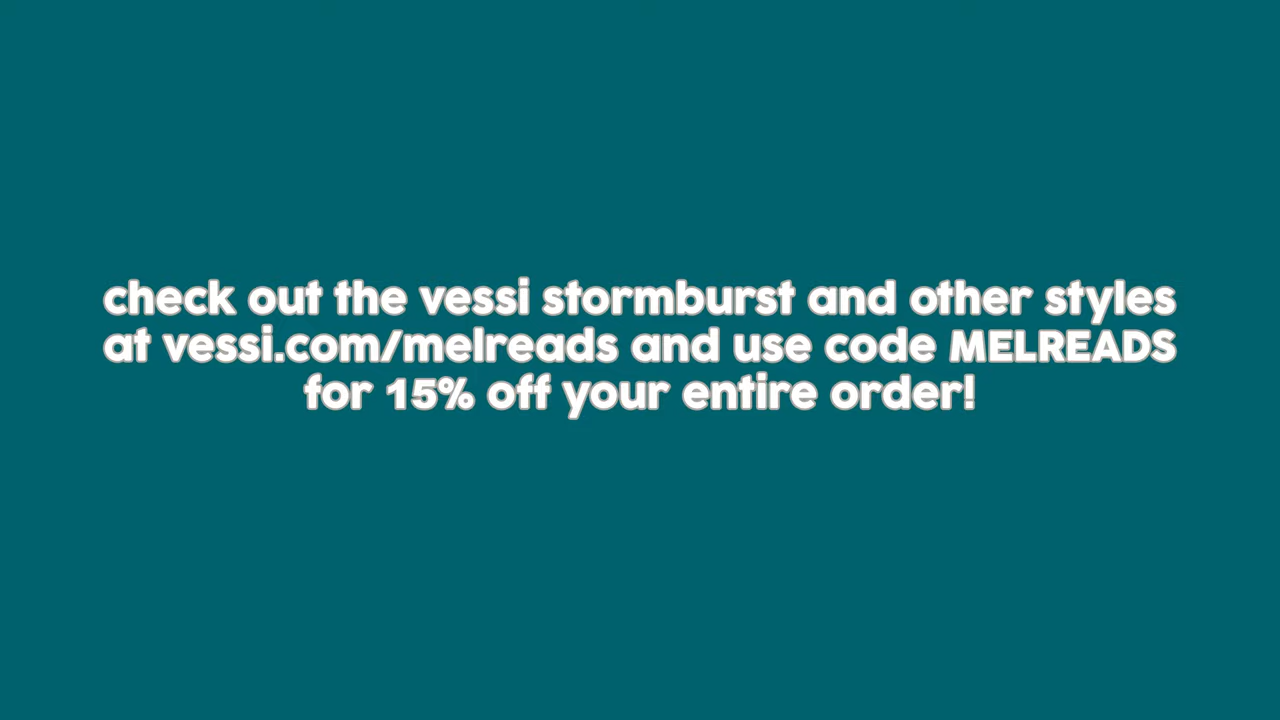 check out the vessi stormburst and other styles
at vessi.com/melreads and use code MELREADS
for 15% off your entire order!